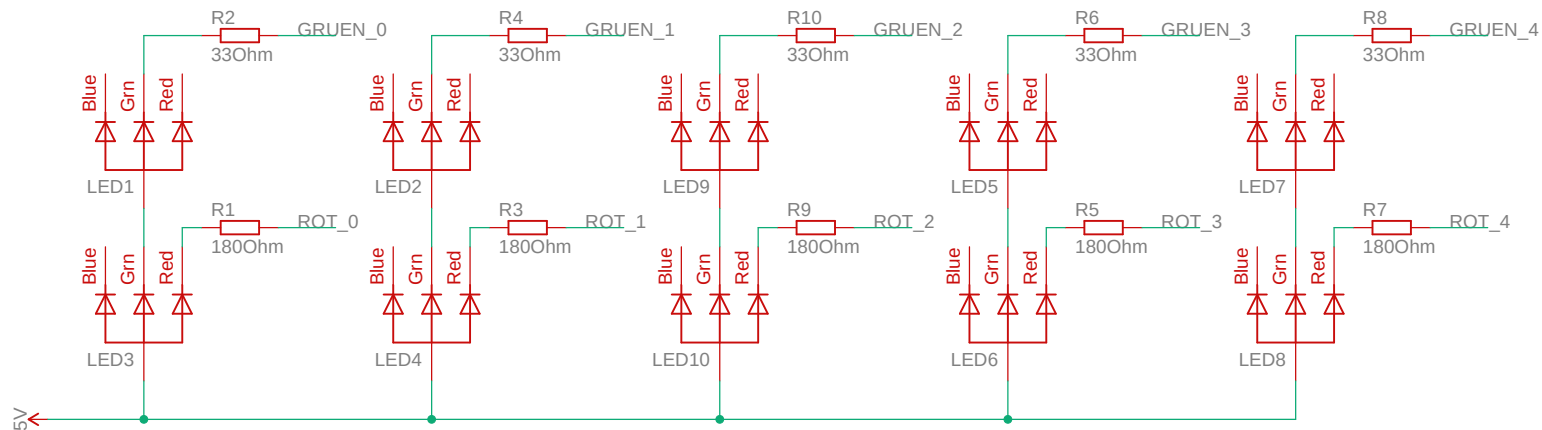 R2 R4 R10 R6 R8
GRUEN_0 GRUEN_1 GRUEN_2 GRUEN_3 GRUEN_4
33Ohm 33Ohm 33Ohm 33Ohm 33Ohm
Blue Grn Red Blue Grn Red Blue Grn Red Blue Grn Red Blue Grn Red
LED1 LED2 LED9 LED5 LED7
R1 R3 R9 R5 R7
ROT_0 ROT_1 ROT_2 ROT_3 ROT_4
180Ohm 180Ohm 180Ohm 180Ohm 180Ohm
Blue Grn Red Blue Grn Red Blue Grn Red Blue Grn Red Blue Grn Red
LED3 LED4 LED10 LED6 LED8
5V